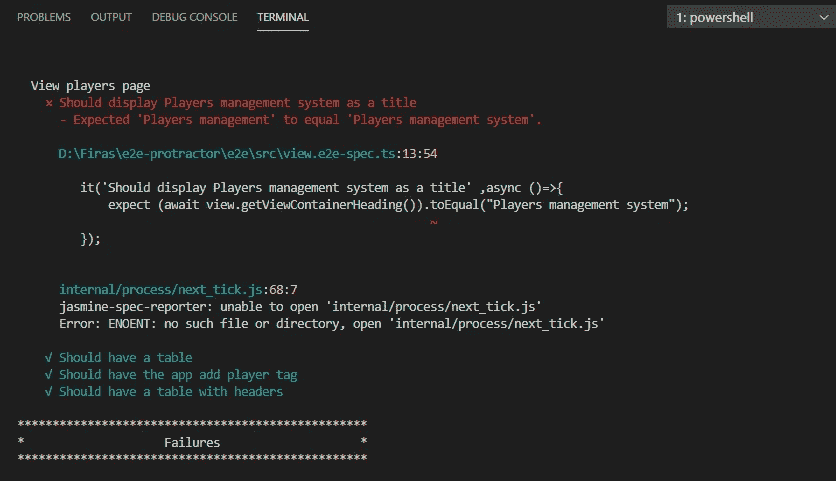 PROBLEMS OUTPUT DEBUG CONSOLE TERMINAL 1: powershell
View players page
× Should display Players management system as a title
- Expected 'Players management' to equal 'Players management system'.
D:\Firas\e2e-protractor\e2e\src\view.e2e-spec.ts:13:54
it('Should display Players management system as a title' ,async ()=>{
expect (await view.getViewContainerHeading()).toEqual("Players management system");
~
});
internal/process/next_tick.js:68:7
jasmine-spec-reporter: unable to open 'internal/process/next_tick.js'
Error: ENOENT: no such file or directory, open 'internal/process/next_tick.js'
√ Should have a table
√ Should have the app add player tag
√ Should have a table with headers
**************************************************
* Failures *
**************************************************